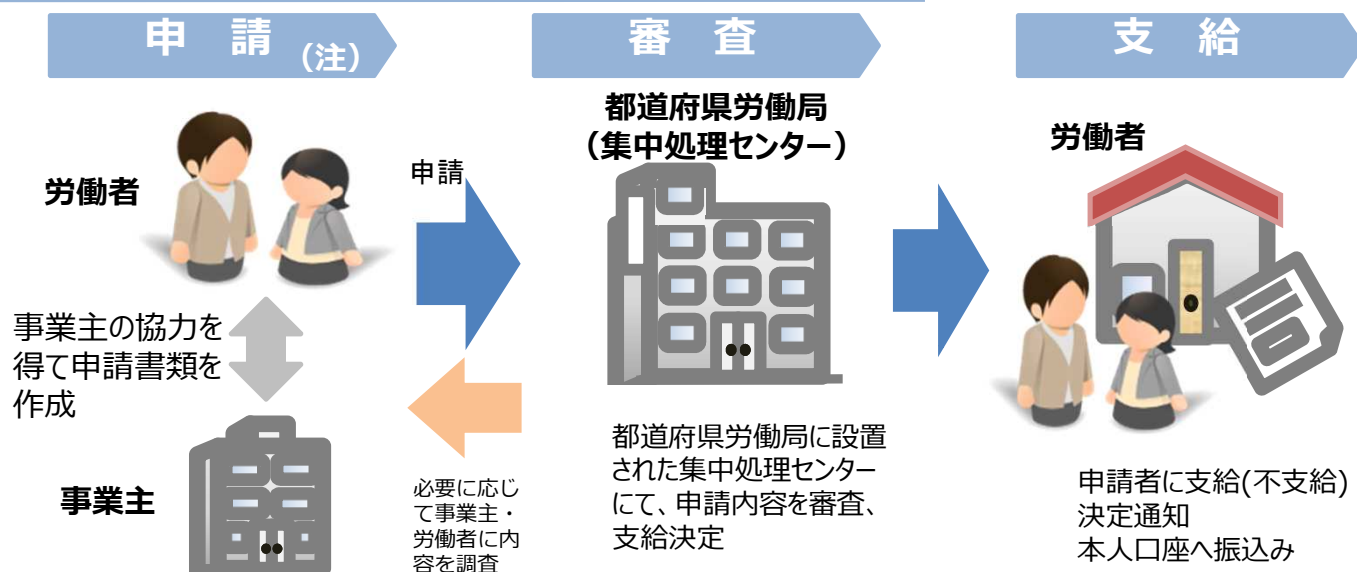 申 請 (注)
審 査
支 給
労働者
事業主の協力を
得て申請書類を
作成
事業主
申請
必要に応じ
て事業主・
労働者に内
容を調査
都道府県労働局
(集中処理センター)
都道府県労働局に設置
された集中処理センター
にて、申請内容を審査、
支給決定
労働者
申請者に支給(不支給)
決定通知
本人口座へ振込み